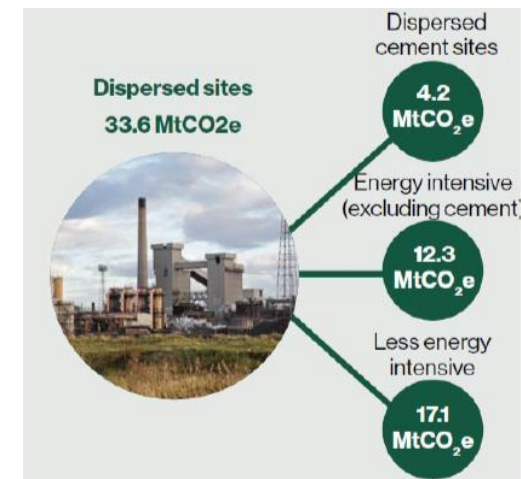 Dispersed
cement sites
Dispersed sites
33.6 MtCO2e
4.2
MtCO₂e
Energy intensive
(excluding cement)
12.3
MtCO₂e
Less energy
intensive
17.1
MtCO₂e